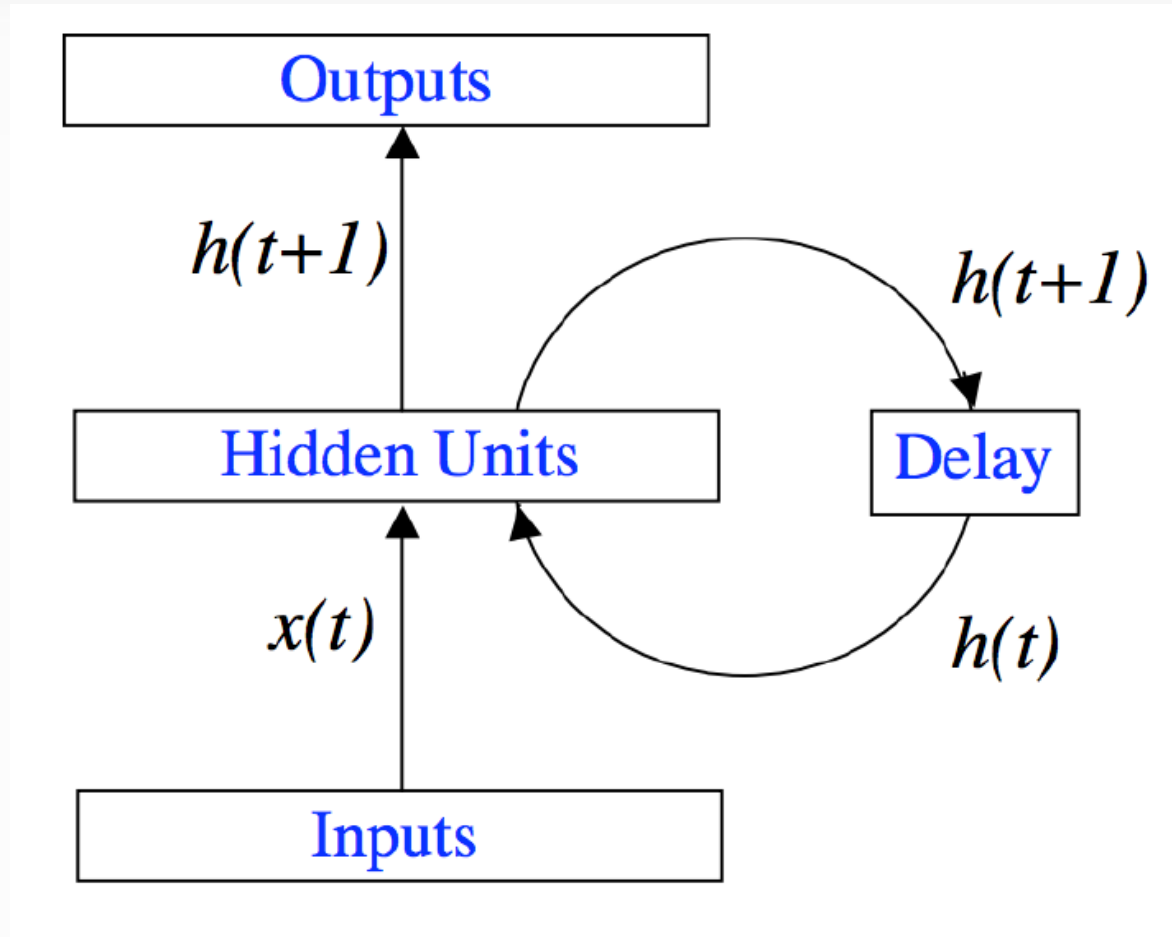 Outputs
h(t+1)
h(t+1)
Hidden Units
Delay
x(t)
h(t)
Inputs